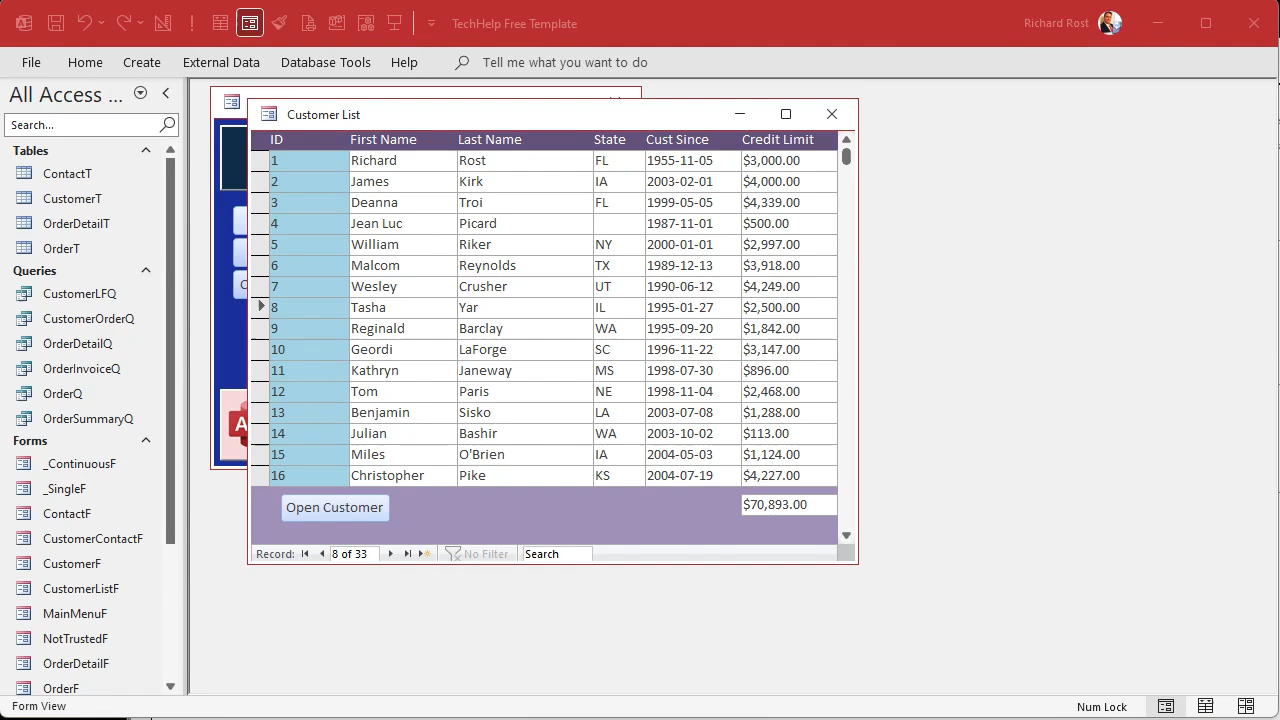 TechHelp Free Template
Richard Rost
File Home Create External Data Database Tools Help Tell me what you want to do
All Access ...
Search...
Tables
ContactT
CustomerT
OrderDetailT
OrderT
Queries
CustomerLFQ
CustomerOrderQ
OrderDetailQ
OrderInvoiceQ
OrderQ
OrderSummaryQ
Forms
_ContinuousF
_SingleF
ContactF
CustomerContactF
CustomerF
CustomerListF
MainMenuF
NotTrustedF
OrderDetailF
OrderF
Customer List
ID First Name Last Name State Cust Since Credit Limit
1 Richard Rost FL 1955-11-05 $3,000.00
2 James Kirk IA 2003-02-01 $4,000.00
3 Deanna Troi FL 1999-05-05 $4,339.00
4 Jean Luc Picard 1987-11-01 $500.00
5 William Riker NY 2000-01-01 $2,997.00
6 Malcom Reynolds TX 1989-12-13 $3,918.00
7 Wesley Crusher UT 1990-06-12 $4,249.00
8 Tasha Yar IL 1995-01-27 $2,500.00
9 Reginald Barclay WA 1995-09-20 $1,842.00
10 Geordi LaForge SC 1996-11-22 $3,147.00
11 Kathryn Janeway MS 1998-07-30 $896.00
12 Tom Paris NE 1998-11-04 $2,468.00
13 Benjamin Sisko LA 2003-07-08 $1,288.00
14 Julian Bashir WA 2003-10-02 $113.00
15 Miles O'Brien IA 2004-05-03 $1,124.00
16 Christopher Pike KS 2004-07-19 $4,227.00
Open Customer $70,893.00
Record: 8 of 33 No Filter Search
Form View Num Lock